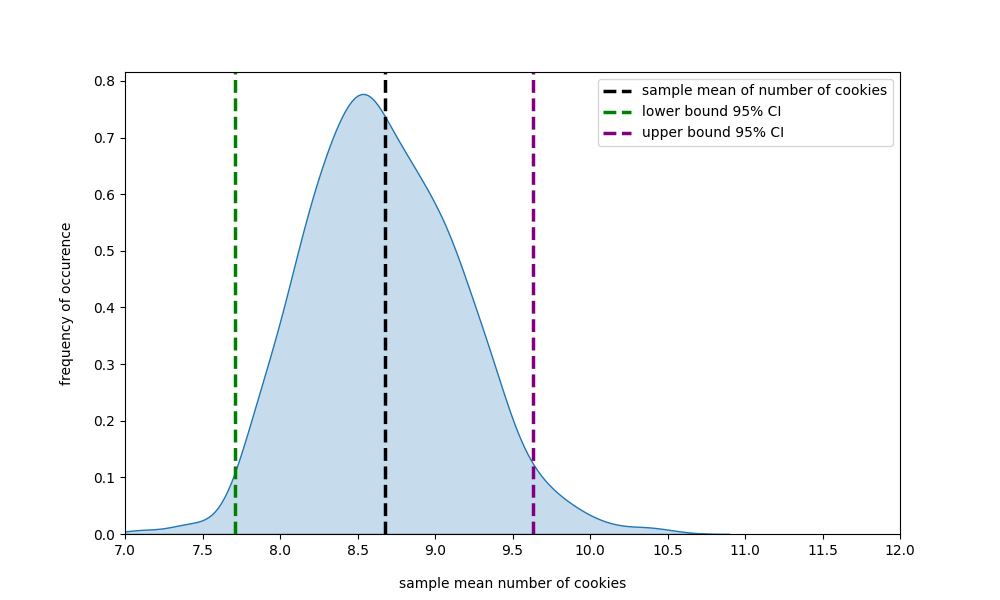 sample mean of number of cookies
lower bound 95% CI
upper bound 95% CI
0.8
0.7
0.6
0.5
0.4
0.3
0.2
0.1
0.0
frequency of occurence
7.0 7.5 8.0 8.5 9.0 9.5 10.0 10.5 11.0 11.5 12.0
sample mean number of cookies